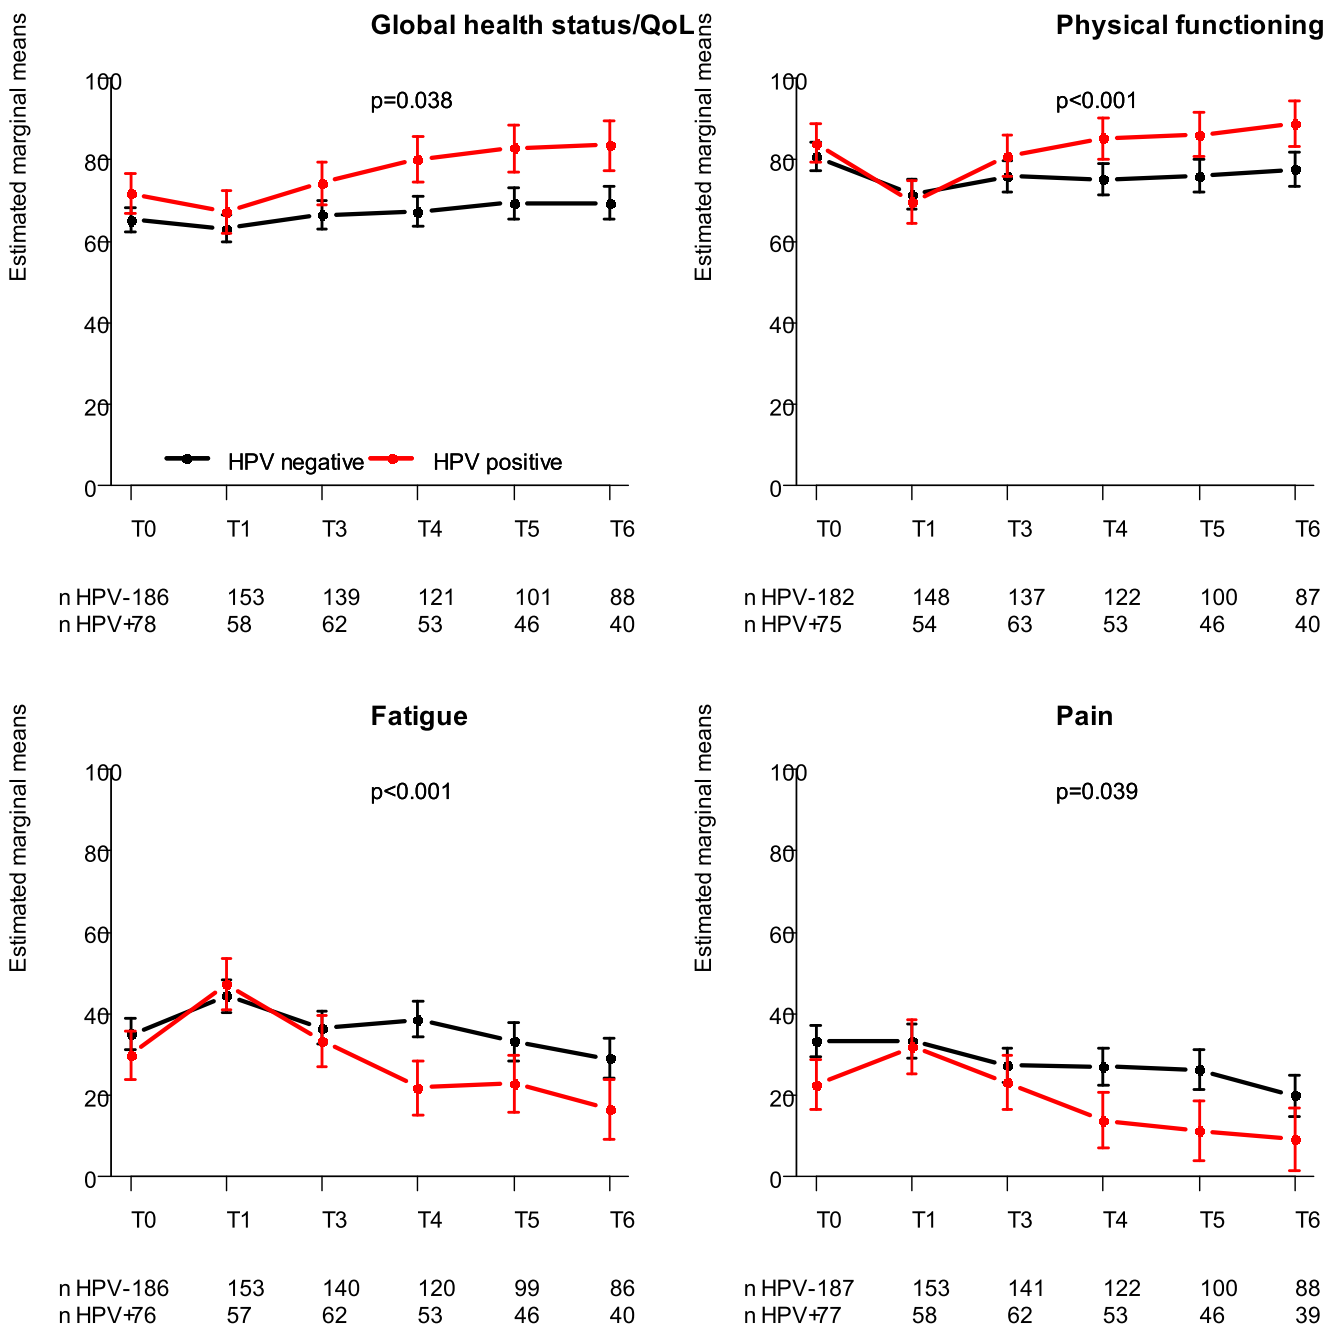 Global health status/QoL
Estimated marginal means
p=0.038
100
80
60
40
20
0
HPV negative HPV positive
T0 T1 T3 T4 T5 T6
n HPV-186 153 139 121 101 88
n HPV+78 58 62 53 46 40
Physical functioning
Estimated marginal means
p<0.001
100
80
60
40
20
0
T0 T1 T3 T4 T5 T6
n HPV-182 148 137 122 100 87
n HPV+75 54 63 53 46 40
Fatigue
Estimated marginal means
p<0.001
100
80
60
40
20
0
T0 T1 T3 T4 T5 T6
n HPV-186 153 140 120 99 86
n HPV+76 57 62 53 46 40
Pain
Estimated marginal means
p=0.039
100
80
60
40
20
0
T0 T1 T3 T4 T5 T6
n HPV-187 153 141 122 100 88
n HPV+77 58 62 53 46 39